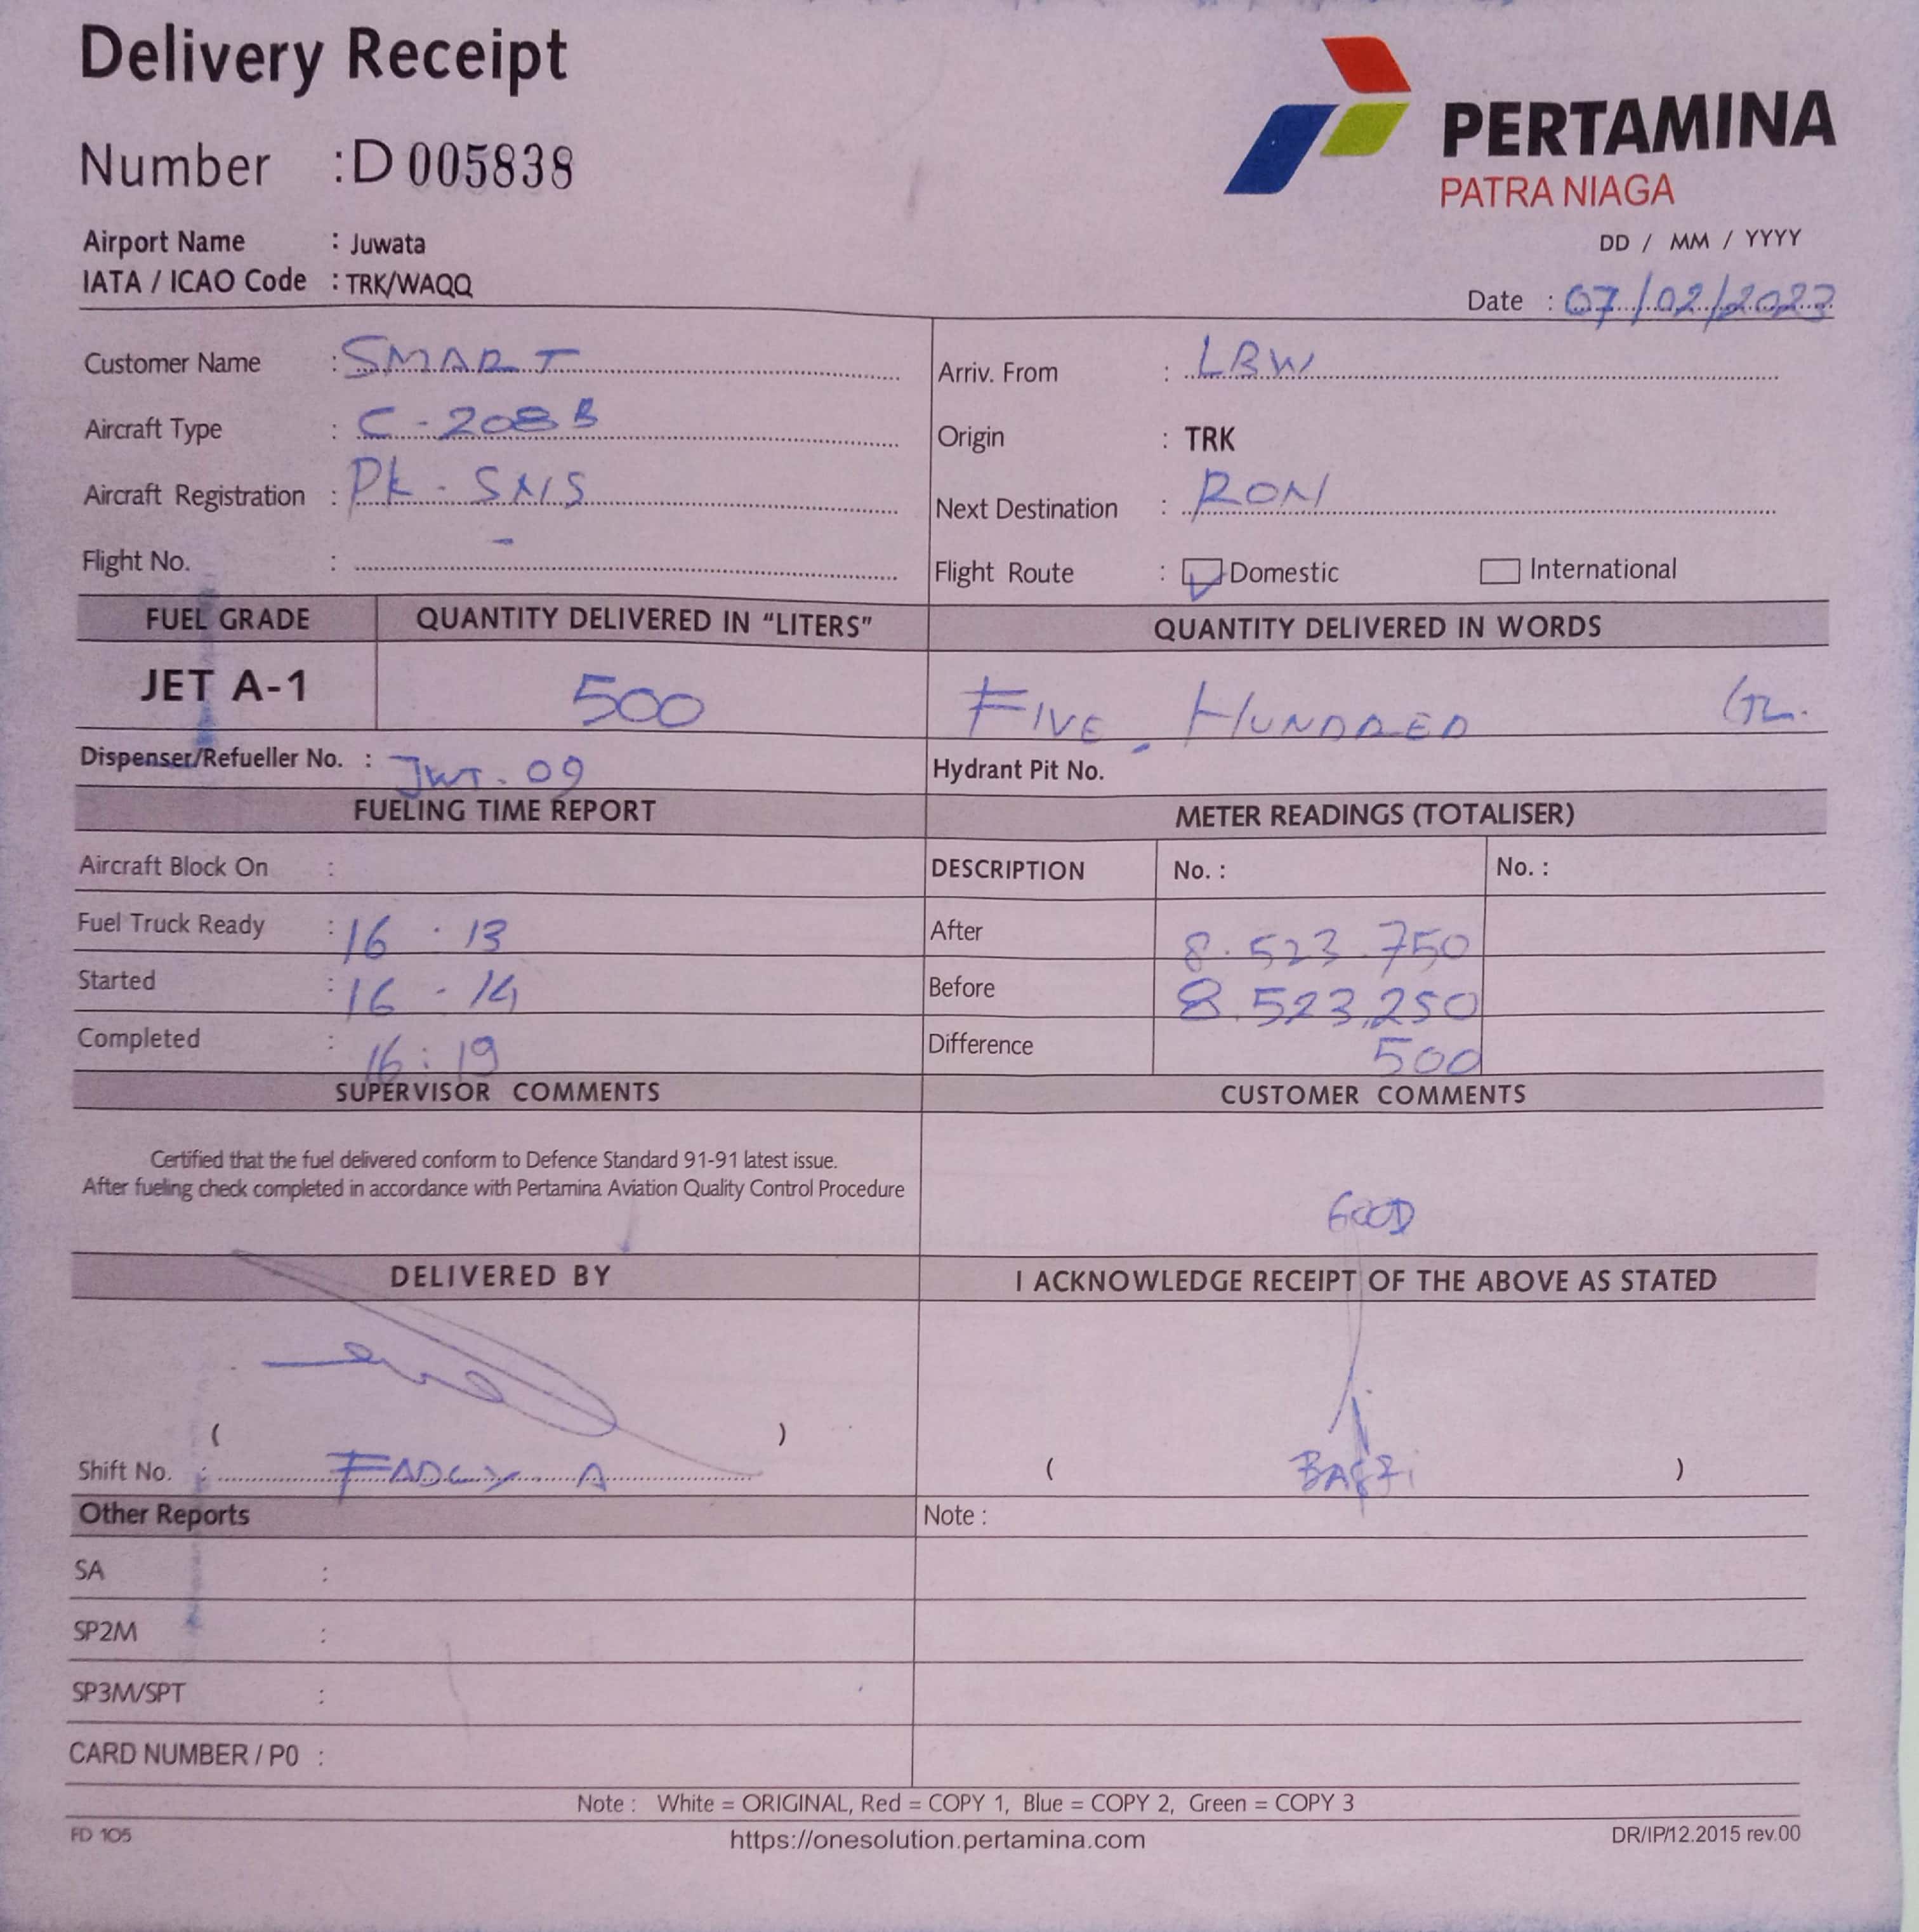 Delivery Receipt
PERTAMINA
PATRA NIAGA
Number : D 005838
Airport Name : Juwata
IATA / ICAO Code : TRK/WAQQ
DD / MM / YYYY
Date : 07/02/2023
Customer Name : SMART
Arriv. From : LBW
Aircraft Type : C-208B
Origin : TRK
Aircraft Registration : PK-SNS
Next Destination : RON
Flight No. : -
Flight Route : Domestic International
FUEL GRADE QUANTITY DELIVERED IN "LITERS" QUANTITY DELIVERED IN WORDS
JET A-1 500 FIVE - HUNDRED
Dispenser/Refueller No. : JWT-09 Hydrant Pit No.
FUELING TIME REPORT METER READINGS (TOTALISER)
Aircraft Block On : DESCRIPTION No. : No. :
Fuel Truck Ready : 16 . 13 After 8.523.750
Started : 16 - 14 Before 8.523.250
Completed : 16 : 19 Difference 500
SUPERVISOR COMMENTS CUSTOMER COMMENTS
Certified that the fuel delivered conform to Defence Standard 91-91 latest issue.
After fueling check completed in accordance with Pertamina Aviation Quality Control Procedure
GOOD
DELIVERED BY I ACKNOWLEDGE RECEIPT OF THE ABOVE AS STATED
( )
Shift No. : FADLY. A
( )
Other Reports Note :
SA :
SP2M :
SP3M/SPT :
CARD NUMBER / PO :
Note : White = ORIGINAL, Red = COPY 1, Blue = COPY 2, Green = COPY 3
FD 105 https://onesolution.pertamina.com DR/IP/12.2015 rev.00